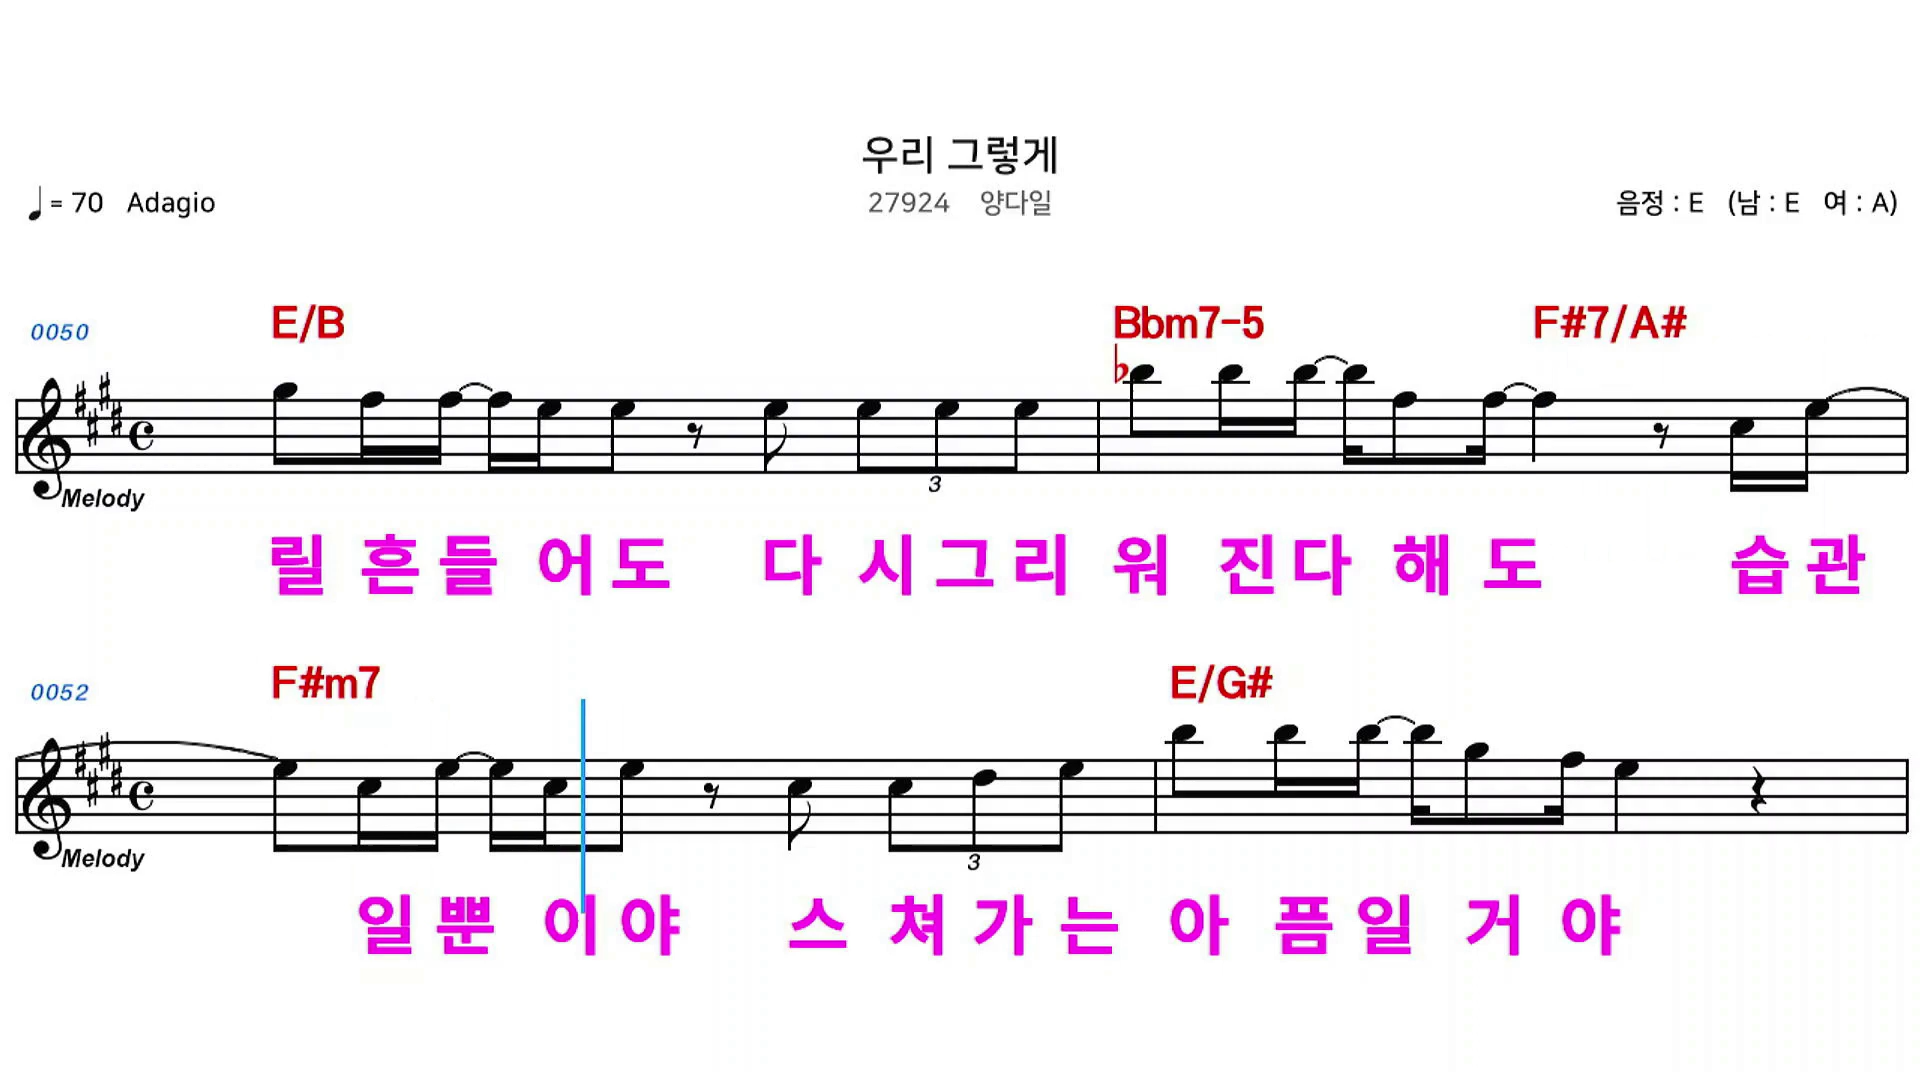 우리 그렇게
♩= 70 Adagio 27924 양다일 음정 : E (남 : E 여 : A)
0050 E/B Bbm7-5 F#7/A#
3
Melody
릴 흔들 어도 다 시그리 워 진다 해 도 습관
0052 F#m7 E/G#
3
Melody
일뿐 이야 스 쳐가는 아 픔일 거 야